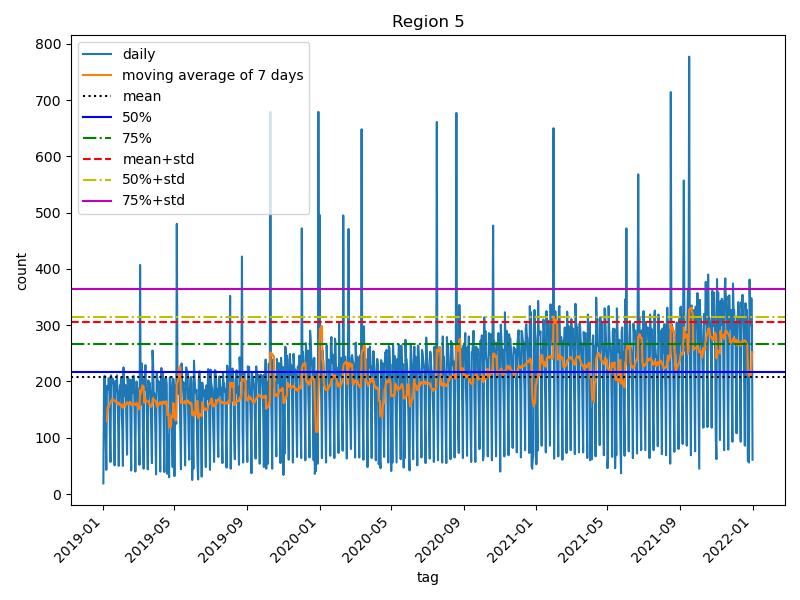 Region 5
800
700
600
500
400
300
200
100
0
count
daily
moving average of 7 days
mean
50%
75%
mean+std
50%+std
75%+std
2019-01
2019-05
2019-09
2020-01
2020-05
2020-09
2021-01
2021-05
2021-09
2022-01
tag